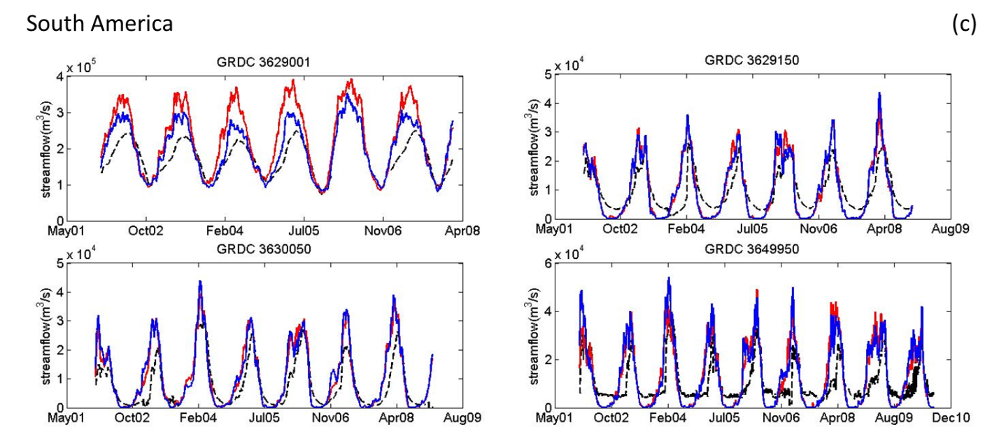 South America (c)
GRDC 3629001
x 10^5
streamflow(m^3/s)
4
3
2
1
0
May01 Oct02 Feb04 Jul05 Nov06 Apr08
GRDC 3629150
x 10^4
streamflow(m^3/s)
5
4
3
2
1
0
May01 Oct02 Feb04 Jul05 Nov06 Apr08 Aug09
GRDC 3630050
x 10^4
streamflow(m^3/s)
5
4
3
2
1
0
May01 Oct02 Feb04 Jul05 Nov06 Apr08 Aug09
GRDC 3649950
x 10^4
streamflow(m^3/s)
6
4
2
0
May01 Oct02 Feb04 Jul05 Nov06 Apr08 Aug09 Dec10